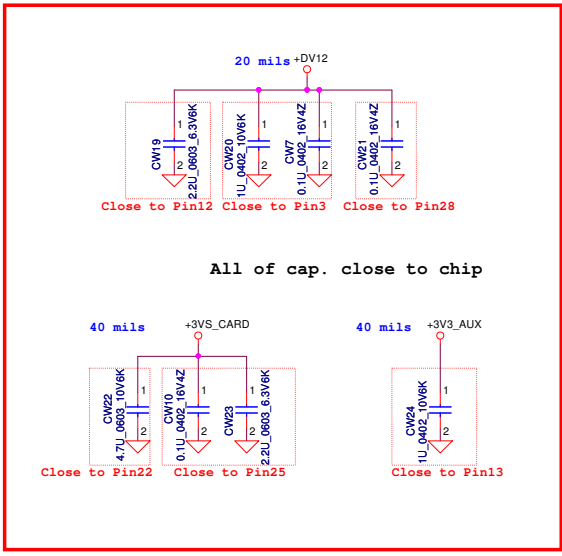 20 mils +DV12
1
2
CW19
2.2U_0603_6.3V6K
1
2
CW20
1U_0402_10V6K
1
2
CW7
0.1U_0402_16V4Z
1
2
CW21
0.1U_0402_16V4Z
Close to Pin12 Close to Pin3 Close to Pin28
All of cap. close to chip
40 mils +3VS_CARD 40 mils +3V3_AUX
1
2
CW22
4.7U_0603_10V6K
1
2
CW10
0.1U_0402_16V4Z
1
2
CW23
2.2U_0603_6.3V6K
1
2
CW24
1U_0402_10V6K
Close to Pin22 Close to Pin25 Close to Pin13